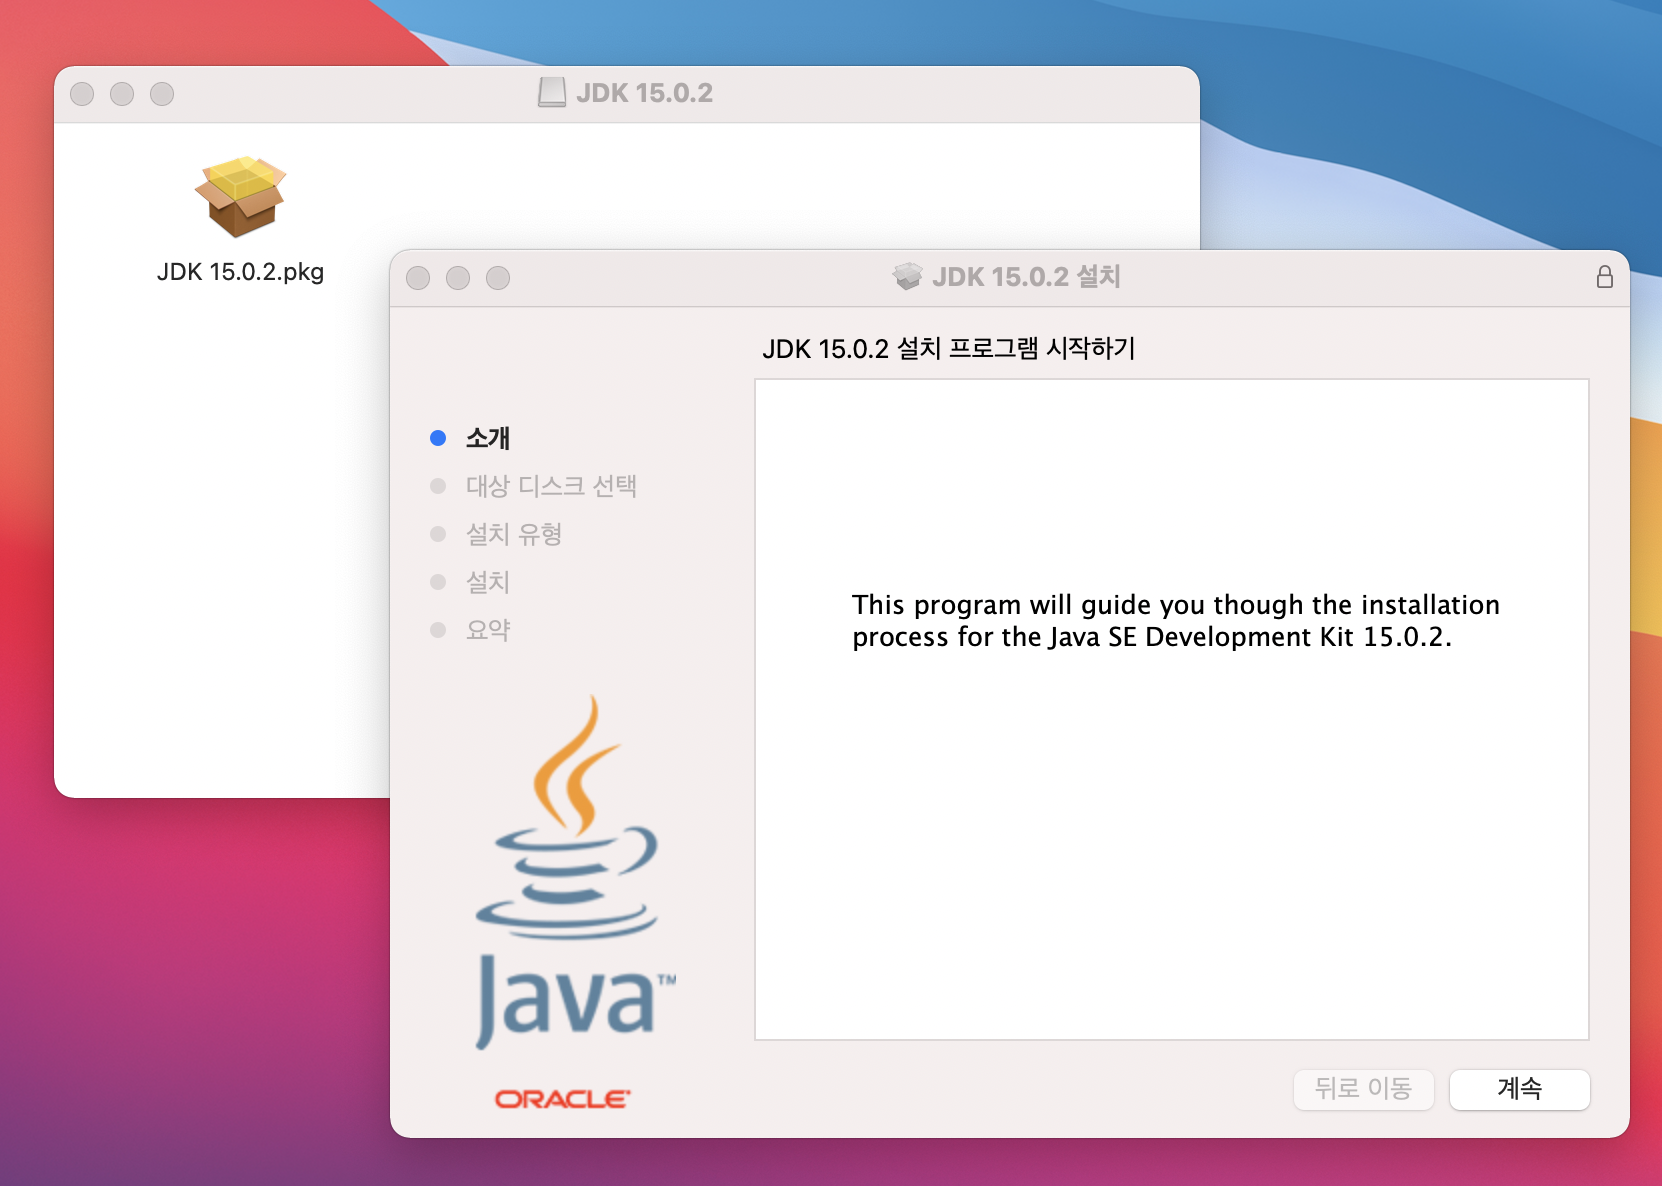 JDK 15.0.2
JDK 15.0.2.pkg
JDK 15.0.2 설치
JDK 15.0.2 설치 프로그램 시작하기
소개
대상 디스크 선택
설치 유형
설치
요약
This program will guide you though the installation
process for the Java SE Development Kit 15.0.2.
Java™
ORACLE
뒤로 이동
계속